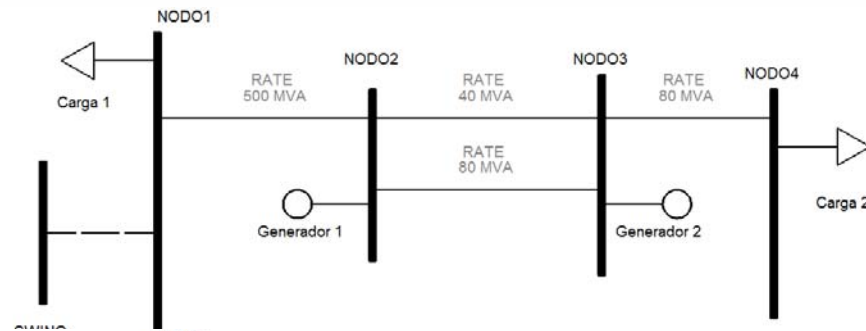 NODO1
NODO2
NODO3
NODO4
RATE
500 MVA
RATE
40 MVA
RATE
80 MVA
Carga 1
RATE
80 MVA
Generador 1
Generador 2
Carga 2
SWING